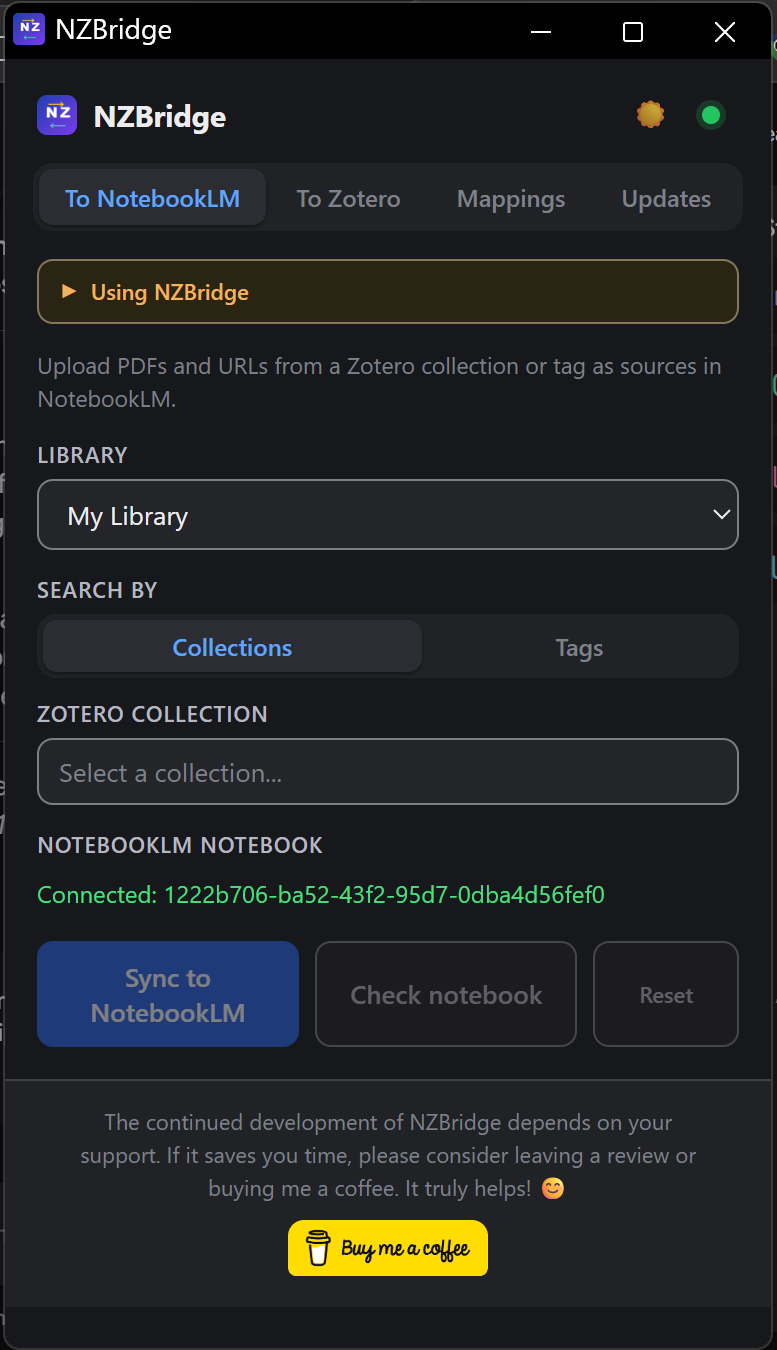 NZ NZBridge
NZ NZBridge
To NotebookLM To Zotero Mappings Updates
Using NZBridge
Upload PDFs and URLs from a Zotero collection or tag as sources in
NotebookLM.
LIBRARY
My Library
SEARCH BY
Collections Tags
ZOTERO COLLECTION
Select a collection...
NOTEBOOKLM NOTEBOOK
Connected: 1222b706-ba52-43f2-95d7-0dba4d56fef0
Sync to
NotebookLM
Check notebook
Reset
The continued development of NZBridge depends on your
support. If it saves you time, please consider leaving a review or
buying me a coffee. It truly helps! 😊
Buy me a coffee